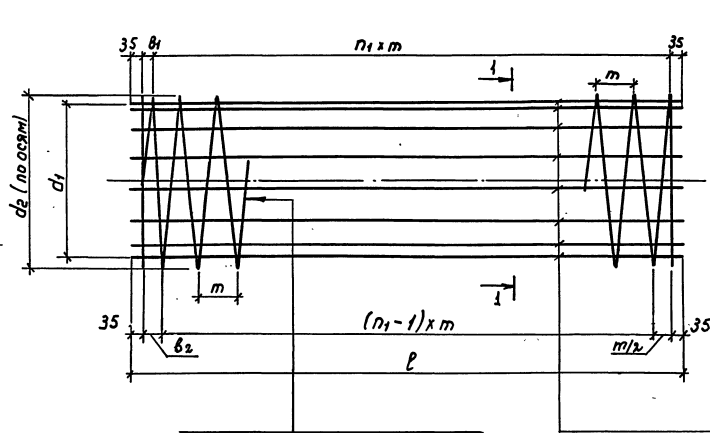 35 в1 n1 x m 35
1 m
d2 (по осям)
d1
m 1
35 (n1-1) x m 35
в2 m/2
l